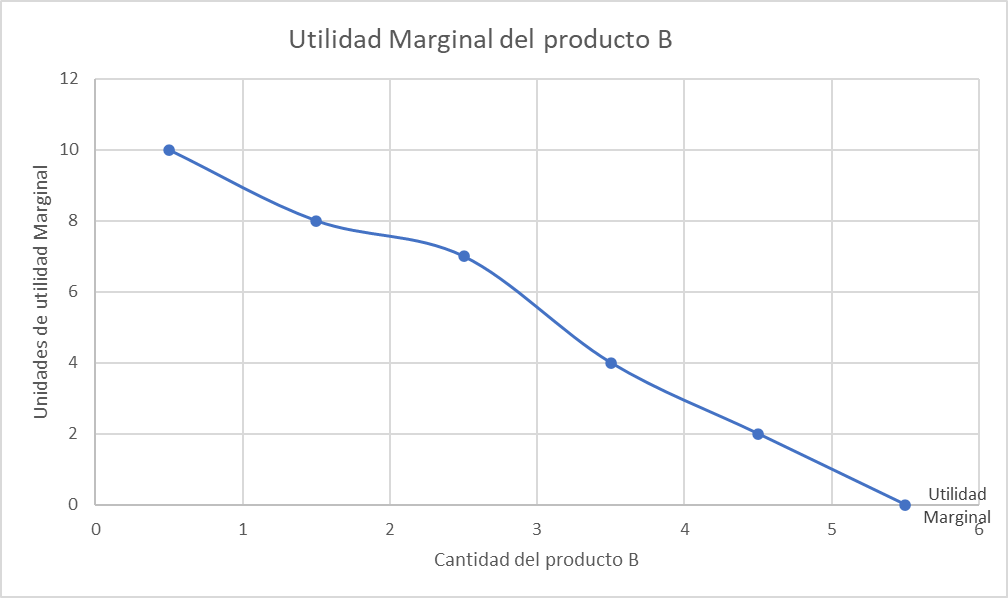 Utilidad Marginal del producto B
12
10
8
6
4
2
0
Unidades de utilidad Marginal
0 1 2 3 4 5 6
Cantidad del producto B
Utilidad
Marginal